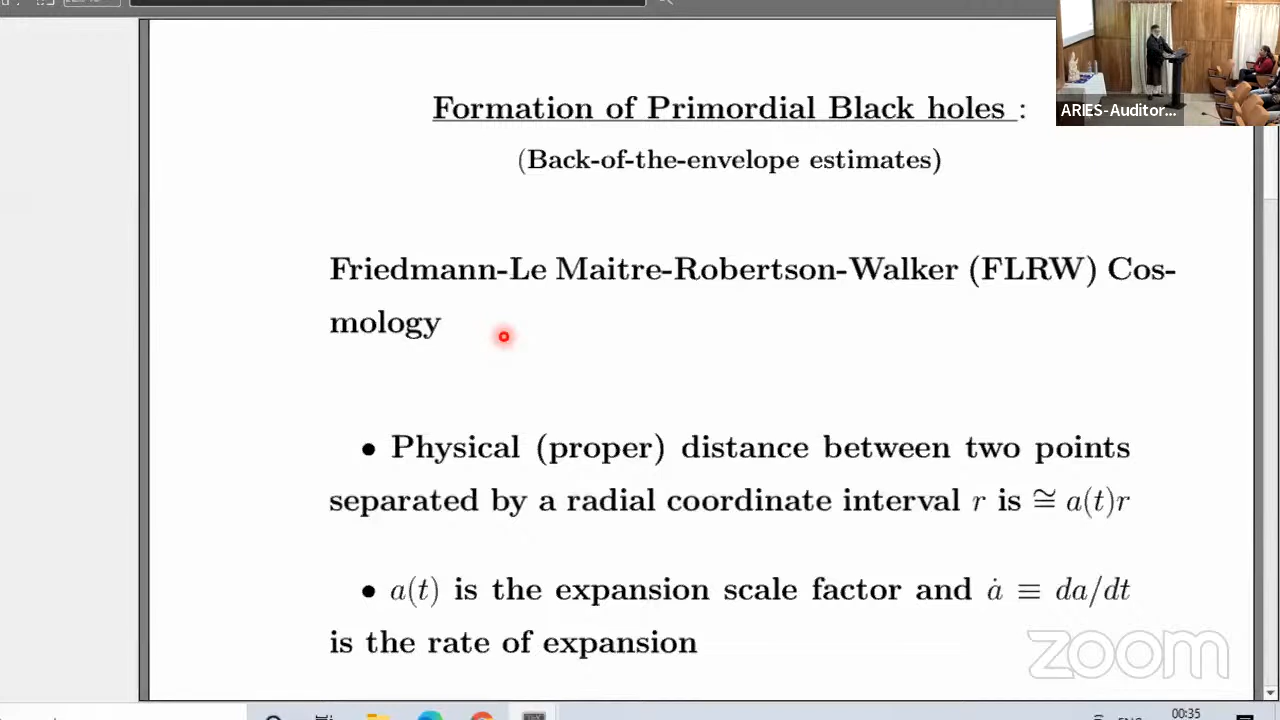 Formation of Primordial Black holes :
(Back-of-the-envelope estimates)
ARIES-Auditor...
Friedmann-Le Maitre-Robertson-Walker (FLRW) Cos-
mology
• Physical (proper) distance between two points
separated by a radial coordinate interval r is ≅ a(t)r
• a(t) is the expansion scale factor and ȧ ≡ da/dt
is the rate of expansion
zoom
00:35